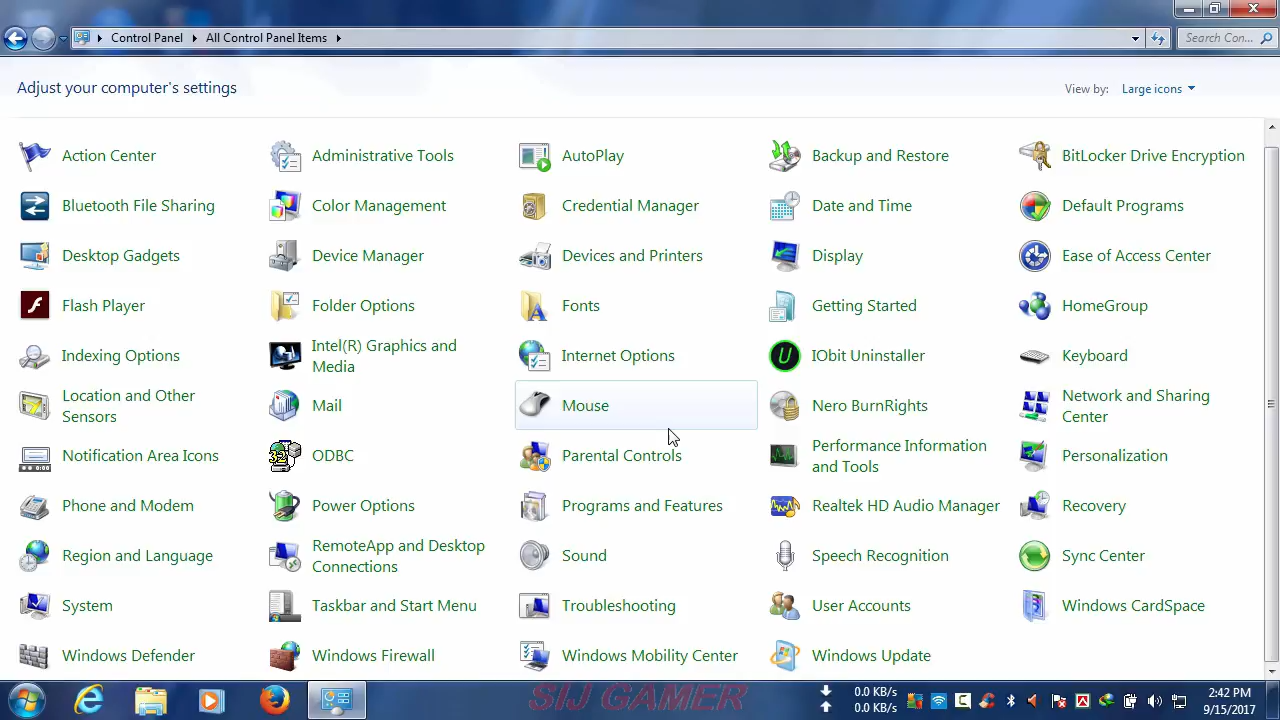 Control Panel
All Control Panel Items
Search Con...
Adjust your computer's settings
View by: Large icons
Action Center
Administrative Tools
AutoPlay
Backup and Restore
BitLocker Drive Encryption
Bluetooth File Sharing
Color Management
Credential Manager
Date and Time
Default Programs
Desktop Gadgets
Device Manager
Devices and Printers
Display
Ease of Access Center
Flash Player
Folder Options
Fonts
Getting Started
HomeGroup
Indexing Options
Intel(R) Graphics and
Media
Internet Options
IObit Uninstaller
Keyboard
Location and Other
Sensors
Mail
Mouse
Nero BurnRights
Network and Sharing
Center
Notification Area Icons
ODBC
Parental Controls
Performance Information
and Tools
Personalization
Phone and Modem
Power Options
Programs and Features
Realtek HD Audio Manager
Recovery
Region and Language
RemoteApp and Desktop
Connections
Sound
Speech Recognition
Sync Center
System
Taskbar and Start Menu
Troubleshooting
User Accounts
Windows CardSpace
Windows Defender
Windows Firewall
Windows Mobility Center
Windows Update
SIJ GAMER
0.0 KB/s
0.0 KB/s
2:42 PM
9/15/2017